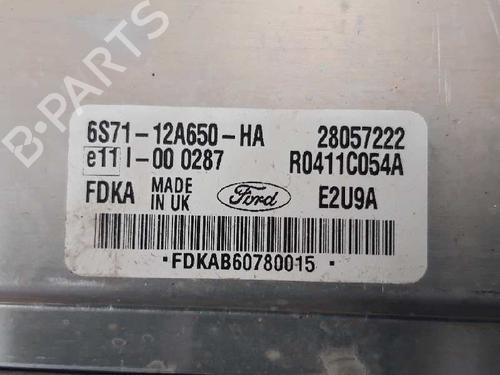 6S71-12A650-HA 28057222
e11 I-00 0287 R0411C054A
FDKA MADE IN UK Ford E2U9A
·FDKAB60780015·
B-PARTS